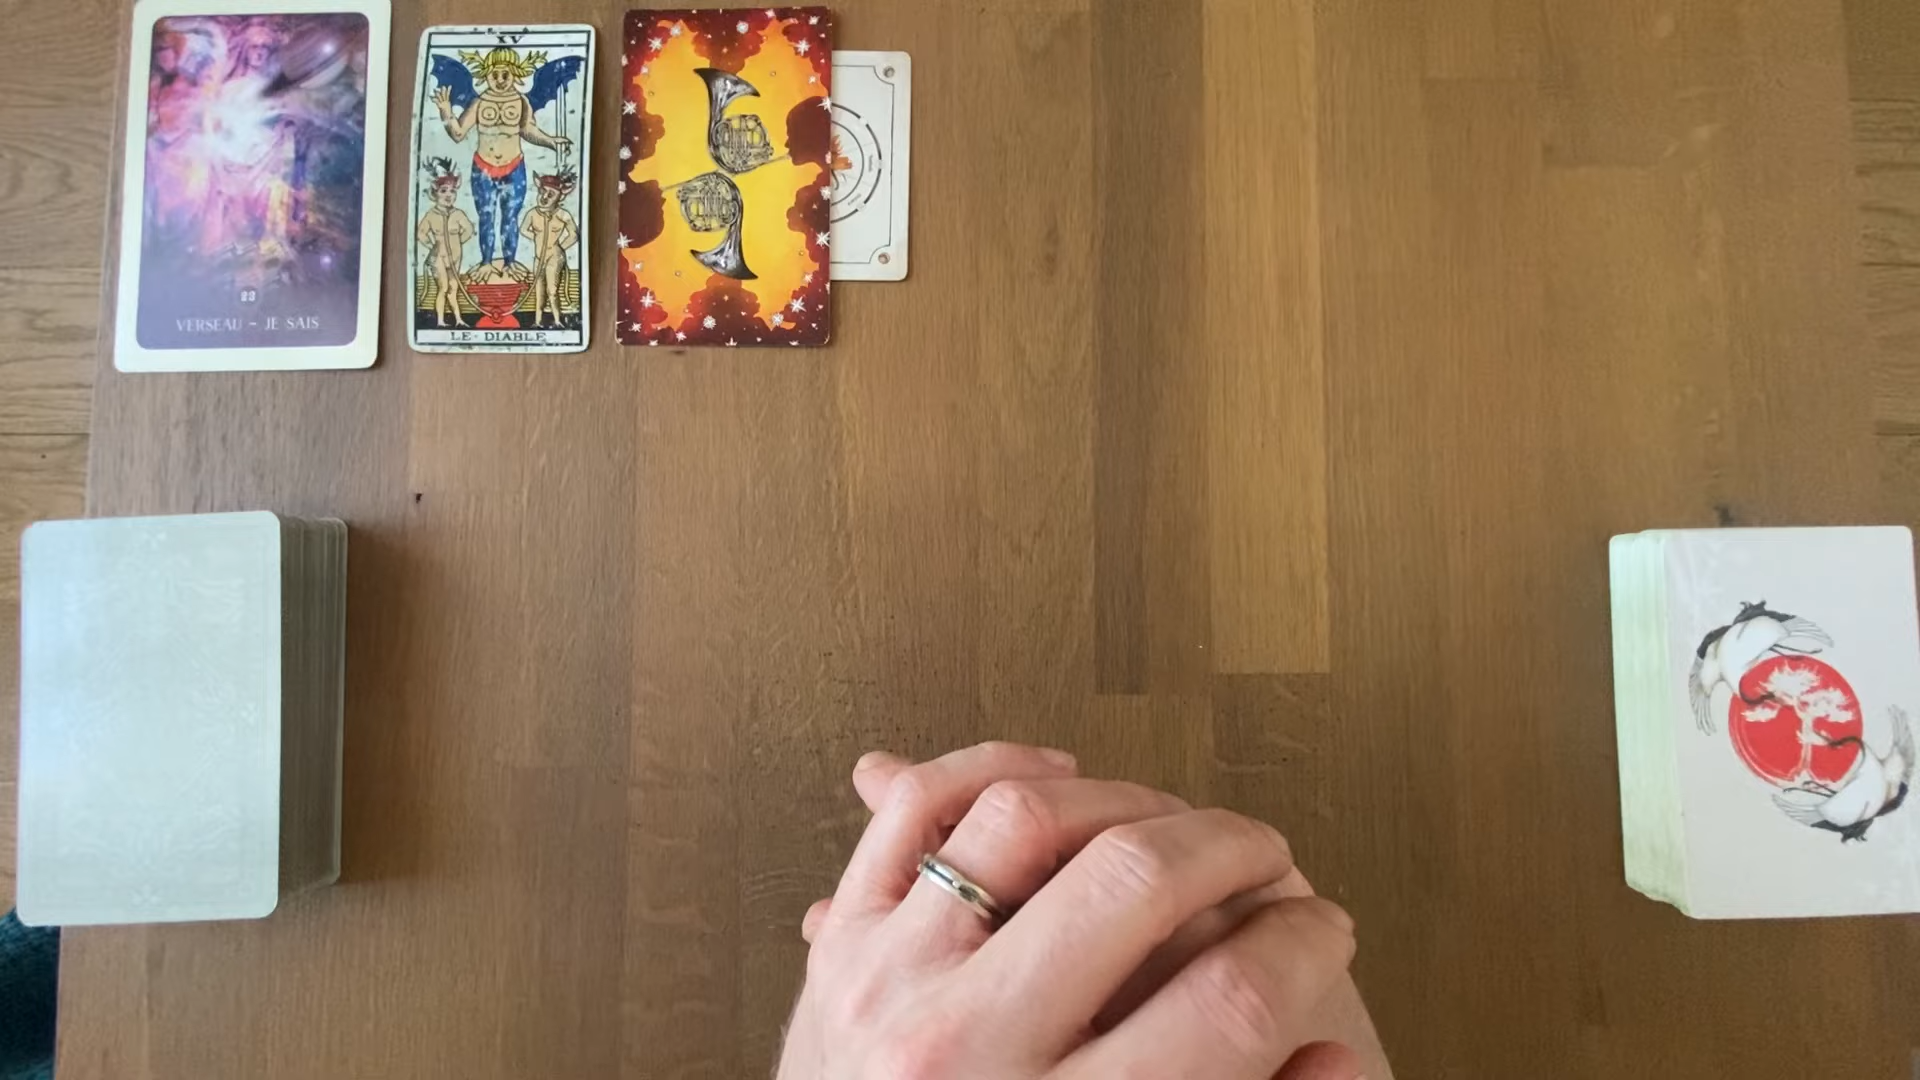 23
VERSEAU - JE SAIS
XV
LE · DIABLE